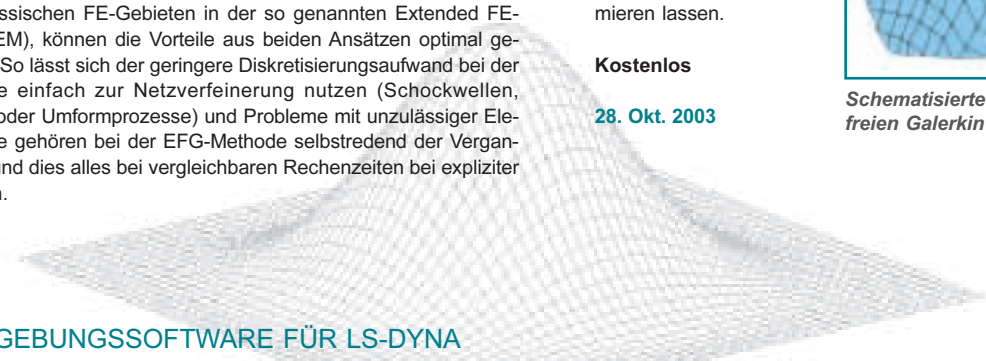 ssischen FE-Gebieten in der so genannten Extended FE-
EM), können die Vorteile aus beiden Ansätzen optimal ge-
So lässt sich der geringere Diskretisierungsaufwand bei der
e einfach zur Netzverfeinerung nutzen (Schockwellen,
oder Umformprozesse) und Probleme mit unzulässiger Ele-
e gehören bei der EFG-Methode selbstredend der Vergan-
und dies alles bei vergleichbaren Rechenzeiten bei expliziter
n.
mieren lassen.
Kostenlos
28. Okt. 2003
Schematisierte
freien Galerkin
GEBUNGSSOFTWARE FÜR LS-DYNA